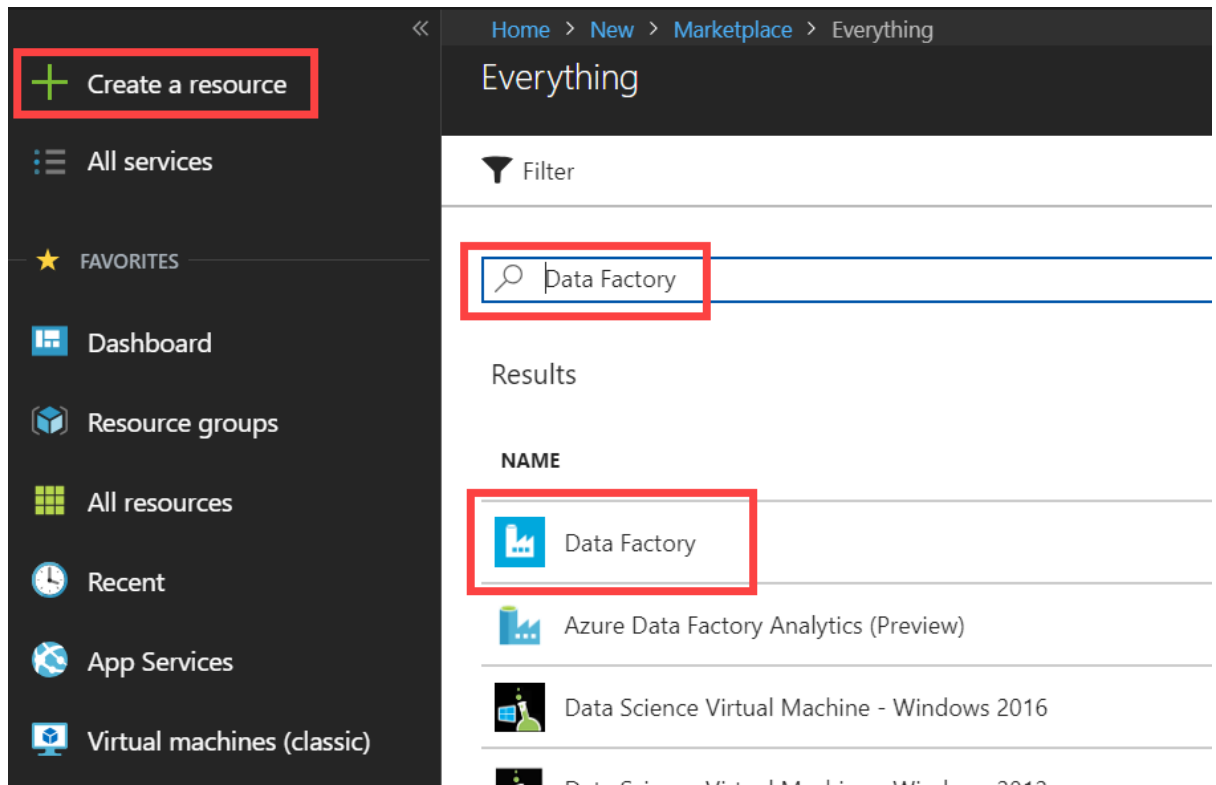 «
Home > New > Marketplace > Everything
Create a resource
Everything
All services
Filter
FAVORITES
Data Factory
Dashboard
Results
Resource groups
NAME
All resources
Data Factory
Recent
Azure Data Factory Analytics (Preview)
App Services
Data Science Virtual Machine - Windows 2016
Virtual machines (classic)